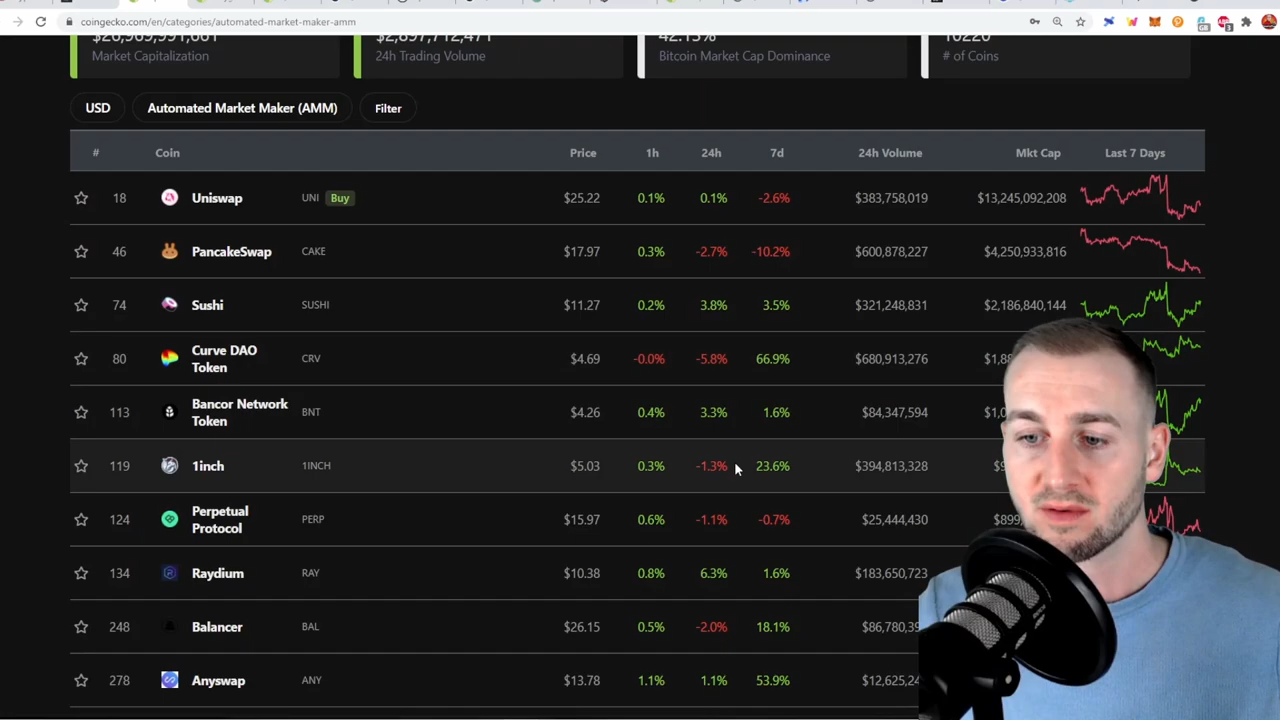 coingecko.com/en/categories/automated-market-maker-amm
Market Capitalization 24h Trading Volume Bitcoin Market Cap Dominance # of Coins
USD Automated Market Maker (AMM) Filter
# Coin Price 1h 24h 7d 24h Volume Mkt Cap Last 7 Days
18 Uniswap UNI Buy $25.22 0.1% 0.1% -2.6% $383,758,019 $13,245,092,208
46 PancakeSwap CAKE $17.97 0.3% -2.7% -10.2% $600,878,227 $4,250,933,816
74 Sushi SUSHI $11.27 0.2% 3.8% 3.5% $321,248,831 $2,186,840,144
80 Curve DAO Token CRV $4.69 -0.0% -5.8% 66.9% $680,913,276
113 Bancor Network Token BNT $4.26 0.4% 3.3% 1.6% $84,347,594
119 1inch 1INCH $5.03 0.3% -1.3% 23.6% $394,813,328
124 Perpetual Protocol PERP $15.97 0.6% -1.1% -0.7% $25,444,430
134 Raydium RAY $10.38 0.8% 6.3% 1.6% $183,650,723
248 Balancer BAL $26.15 0.5% -2.0% 18.1%
278 Anyswap ANY $13.78 1.1% 1.1% 53.9%